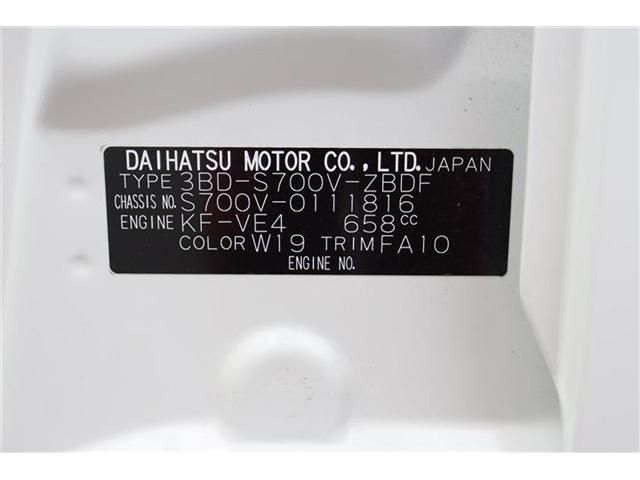 DAIHATSU MOTOR CO.,LTD. JAPAN
TYPE 3BD-S700V-ZBDF
CHASSIS NO. S700V-0111816
ENGINE KF-VE4 658CC
COLOR W19 TRIM FA10
ENGINE NO.